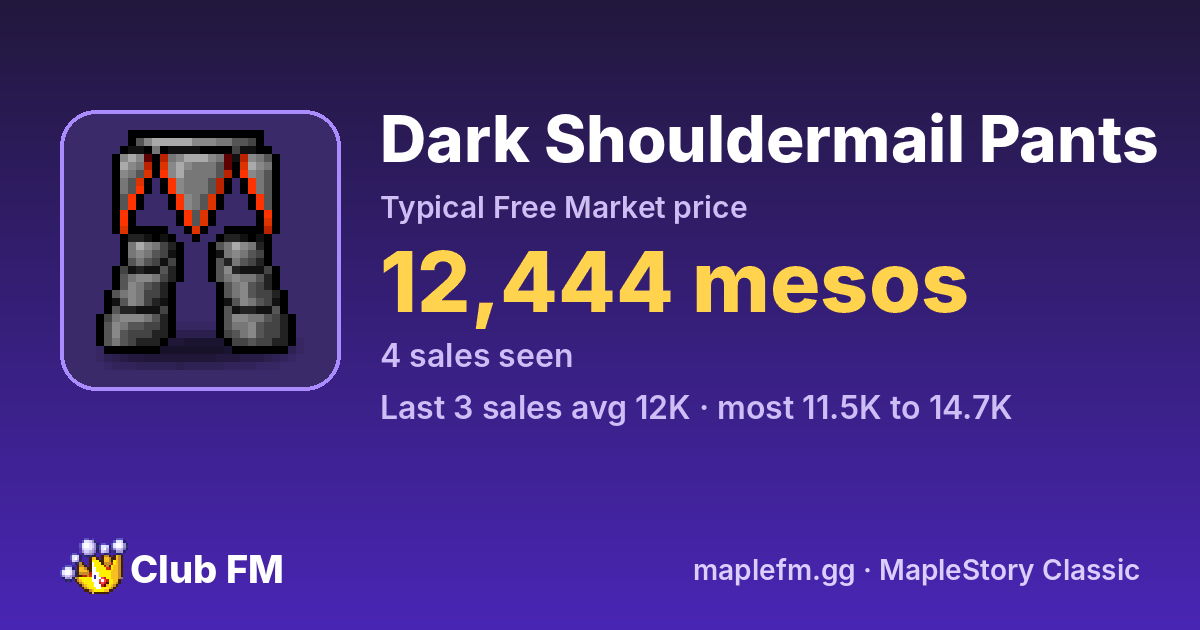 Dark Shouldermail Pants
Typical Free Market price
12,444 mesos
4 sales seen
Last 3 sales avg 12K · most 11.5K to 14.7K
Club FM
maplefm.gg · MapleStory Classic